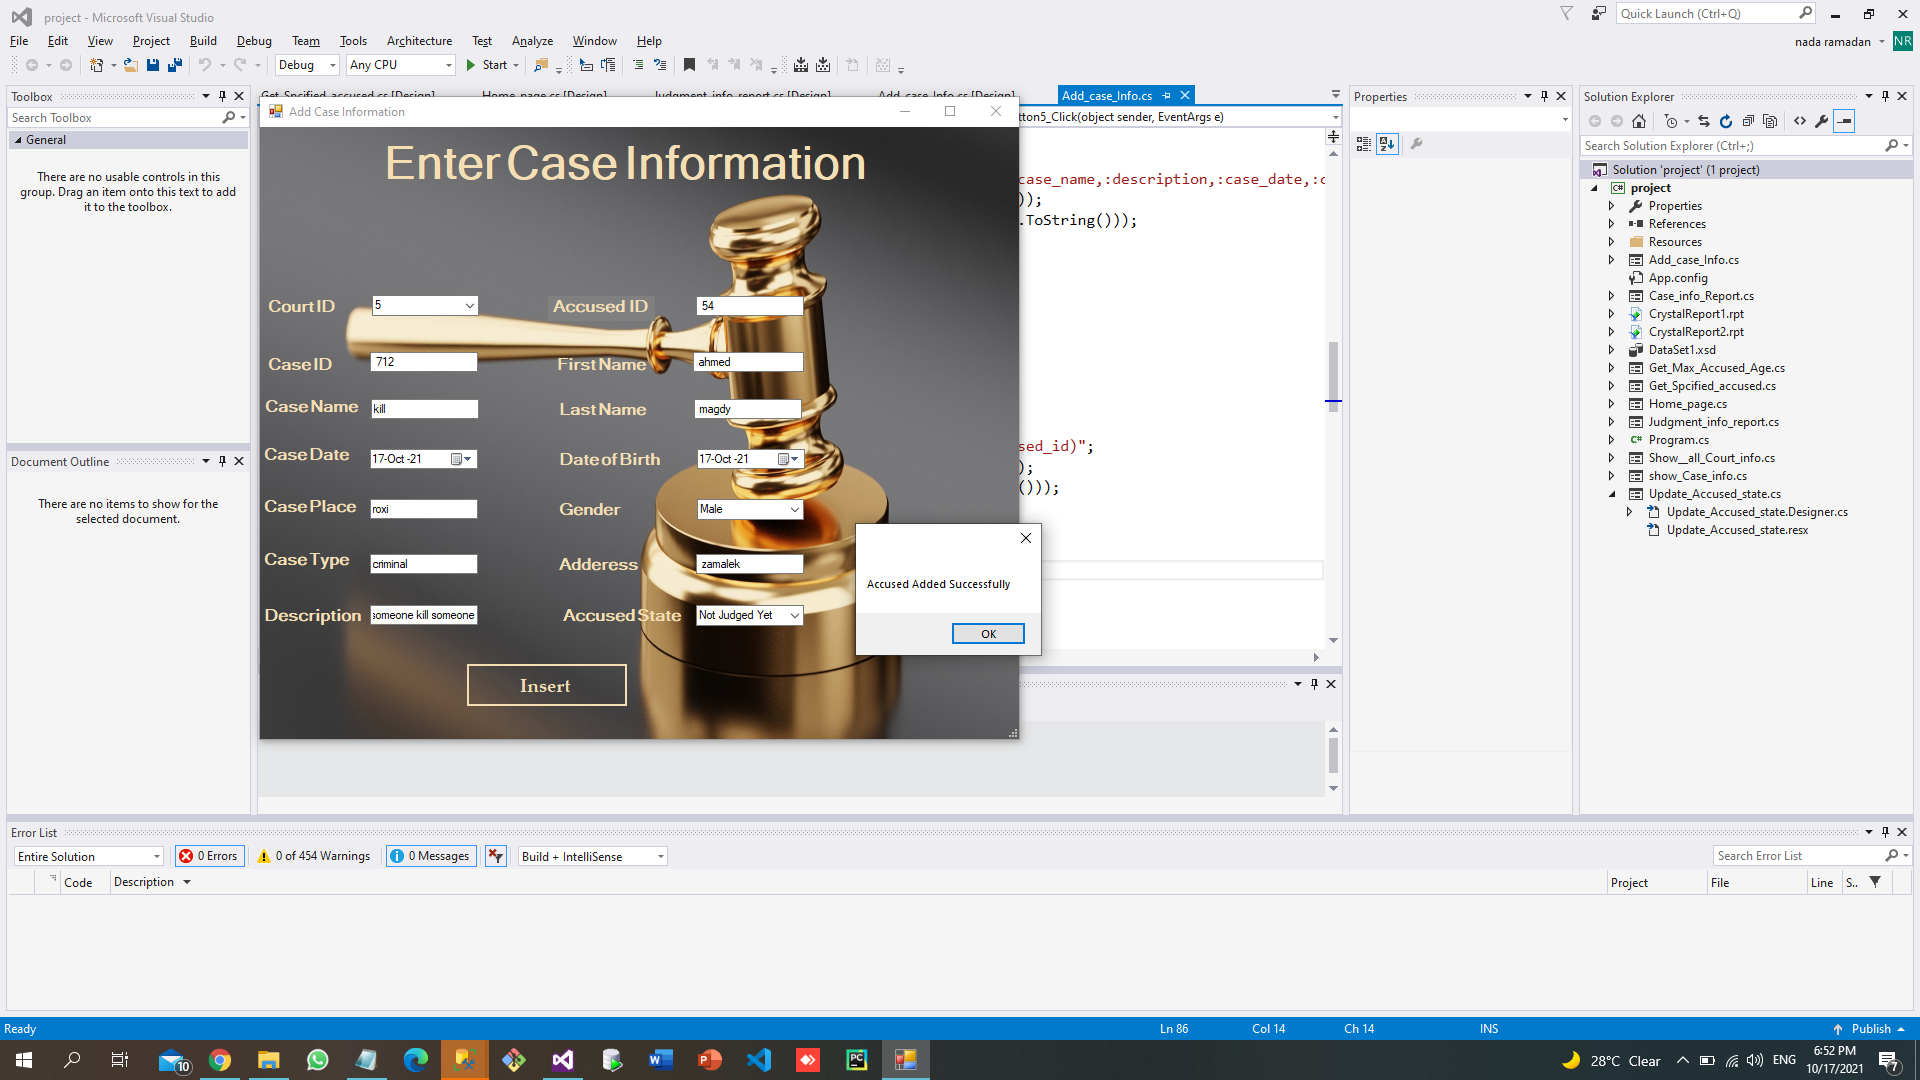 project - Microsoft Visual Studio
Quick Launch (Ctrl+Q)
File Edit View Project Build Debug Team Tools Architecture Test Analyze Window Help
nada ramadan NR
Debug Any CPU Start
Toolbox
Search Toolbox
General
There are no usable controls in this
group. Drag an item onto this text to add
it to the toolbox.
Document Outline
There are no items to show for the
selected document.
Get_Spcified_accused.cs [Design] Home_page.cs [Design] Judgment_info_report.cs [Design] Add_case_Info.cs [Design] Add_case_Info.cs
tton5_Click(object sender, EventArgs e)
case_name,:description,:case_date,:c
));
.ToString()));
sed_id)";
);
()));
Add Case Information
Enter Case Information
Court ID 5 Accused ID 54
Case ID 712 First Name ahmed
Case Name kill Last Name magdy
Case Date 17-Oct -21 Date of Birth 17-Oct -21
Case Place roxi Gender Male
Case Type criminal Adderess zamalek
Description someone kill someone Accused State Not Judged Yet
Insert
Accused Added Successfully
OK
Properties
Solution Explorer
Search Solution Explorer (Ctrl+;)
Solution 'project' (1 project)
project
Properties
References
Resources
Add_case_Info.cs
App.config
Case_info_Report.cs
CrystalReport1.rpt
CrystalReport2.rpt
DataSet1.xsd
Get_Max_Accused_Age.cs
Get_Spcified_accused.cs
Home_page.cs
Judgment_info_report.cs
Program.cs
Show__all_Court_info.cs
show_Case_info.cs
Update_Accused_state.cs
Update_Accused_state.Designer.cs
Update_Accused_state.resx
Error List
Entire Solution 0 Errors 0 of 454 Warnings 0 Messages Build + IntelliSense Search Error List
Code Description Project File Line S..
Ready Ln 86 Col 14 Ch 14 INS Publish
10 28°C Clear ENG 6:52 PM
10/17/2021 7